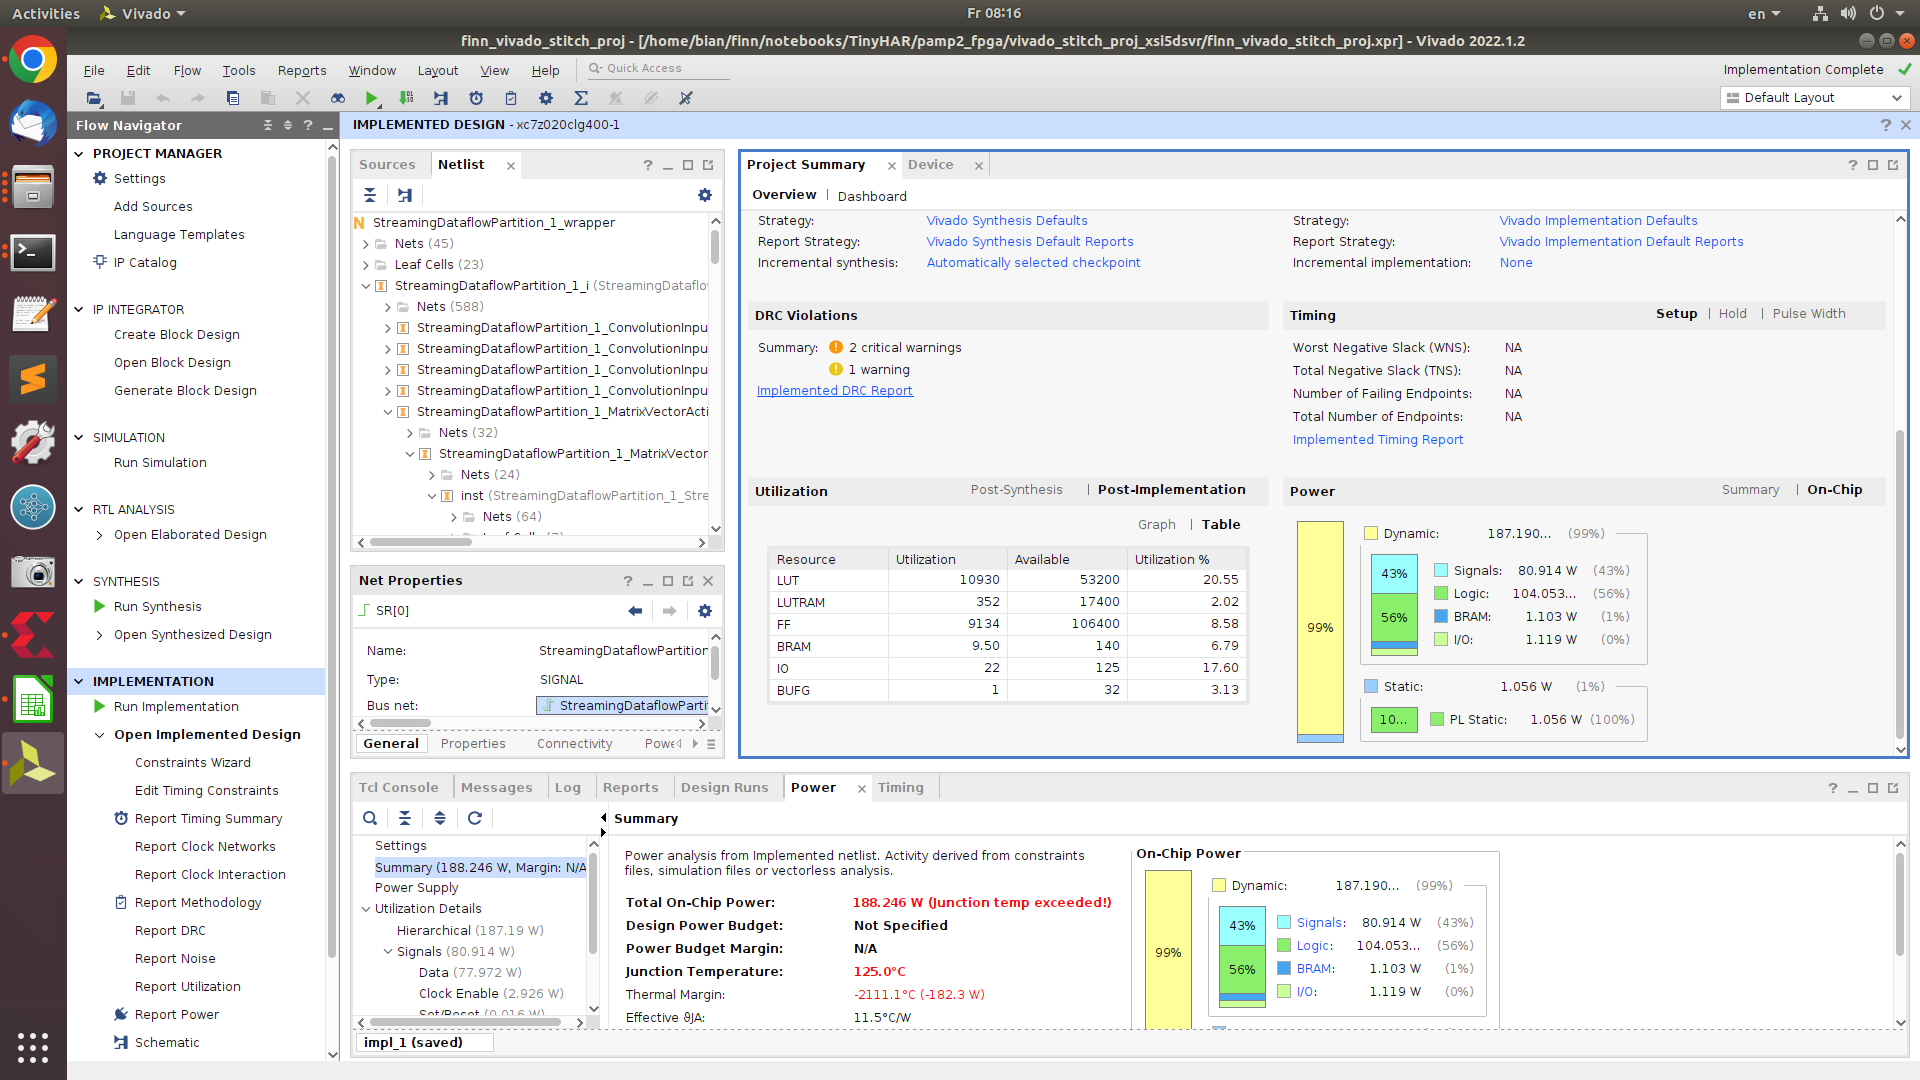 Activities
Vivado
Fr 08:16
en
finn_vivado_stitch_proj - [/home/bian/finn/notebooks/TinyHAR/pamp2_fpga/vivado_stitch_proj_xsi5dsvr/finn_vivado_stitch_proj.xpr] - Vivado 2022.1.2
File Edit Flow Tools Reports Window Layout View Help
Quick Access
Implementation Complete
Default Layout
Flow Navigator
PROJECT MANAGER
Settings
Add Sources
Language Templates
IP Catalog
IP INTEGRATOR
Create Block Design
Open Block Design
Generate Block Design
SIMULATION
Run Simulation
RTL ANALYSIS
Open Elaborated Design
SYNTHESIS
Run Synthesis
Open Synthesized Design
IMPLEMENTATION
Run Implementation
Open Implemented Design
Constraints Wizard
Edit Timing Constraints
Report Timing Summary
Report Clock Networks
Report Clock Interaction
Report Methodology
Report DRC
Report Noise
Report Utilization
Report Power
Schematic
IMPLEMENTED DESIGN - xc7z020clg400-1
Sources Netlist
StreamingDataflowPartition_1_wrapper
Nets (45)
Leaf Cells (23)
StreamingDataflowPartition_1_i (StreamingDataflo
Nets (588)
StreamingDataflowPartition_1_ConvolutionInpu
StreamingDataflowPartition_1_ConvolutionInpu
StreamingDataflowPartition_1_ConvolutionInpu
StreamingDataflowPartition_1_ConvolutionInpu
StreamingDataflowPartition_1_MatrixVectorActi
Nets (32)
StreamingDataflowPartition_1_MatrixVector
Nets (24)
inst (StreamingDataflowPartition_1_Stre
Nets (64)
Net Properties
SR[0]
Name: StreamingDataflowPartition
Type: SIGNAL
Bus net: StreamingDataflowParti
General Properties Connectivity Powe
Project Summary Device
Overview | Dashboard
Strategy: Vivado Synthesis Defaults
Report Strategy: Vivado Synthesis Default Reports
Incremental synthesis: Automatically selected checkpoint
Strategy: Vivado Implementation Defaults
Report Strategy: Vivado Implementation Default Reports
Incremental implementation: None
DRC Violations
Summary: 2 critical warnings
1 warning
Implemented DRC Report
Timing Setup | Hold | Pulse Width
Worst Negative Slack (WNS): NA
Total Negative Slack (TNS): NA
Number of Failing Endpoints: NA
Total Number of Endpoints: NA
Implemented Timing Report
Utilization Post-Synthesis | Post-Implementation
Graph | Table
Resource Utilization Available Utilization %
LUT 10930 53200 20.55
LUTRAM 352 17400 2.02
FF 9134 106400 8.58
BRAM 9.50 140 6.79
IO 22 125 17.60
BUFG 1 32 3.13
Power Summary | On-Chip
99%
Dynamic: 187.190... (99%)
43%
56%
Signals: 80.914 W (43%)
Logic: 104.053... (56%)
BRAM: 1.103 W (1%)
I/O: 1.119 W (0%)
Static: 1.056 W (1%)
10...
PL Static: 1.056 W (100%)
Tcl Console Messages Log Reports Design Runs Power Timing
Settings
Summary (188.246 W, Margin: N/A
Power Supply
Utilization Details
Hierarchical (187.19 W)
Signals (80.914 W)
Data (77.972 W)
Clock Enable (2.926 W)
Set/Reset (0.016 W)
Summary
Power analysis from Implemented netlist. Activity derived from constraints
files, simulation files or vectorless analysis.
Total On-Chip Power: 188.246 W (Junction temp exceeded!)
Design Power Budget: Not Specified
Power Budget Margin: N/A
Junction Temperature: 125.0°C
Thermal Margin: -2111.1°C (-182.3 W)
Effective ϑJA: 11.5°C/W
On-Chip Power
99%
Dynamic: 187.190... (99%)
43%
56%
Signals: 80.914 W (43%)
Logic: 104.053... (56%)
BRAM: 1.103 W (1%)
I/O: 1.119 W (0%)
impl_1 (saved)